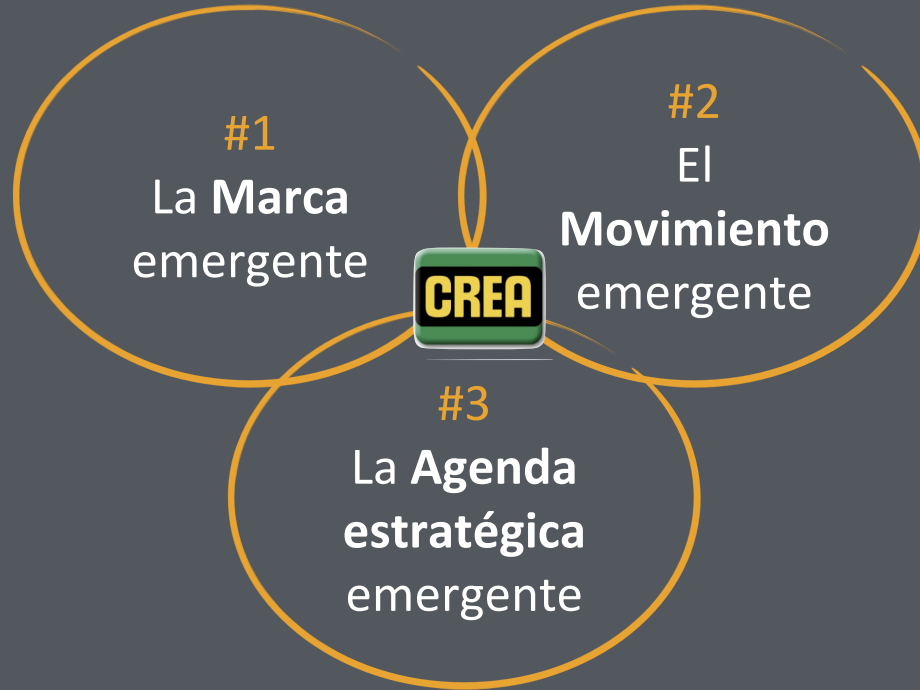 #1
La Marca
emergente
#2
El
Movimiento
emergente
CREA
#3
La Agenda
estratégica
emergente